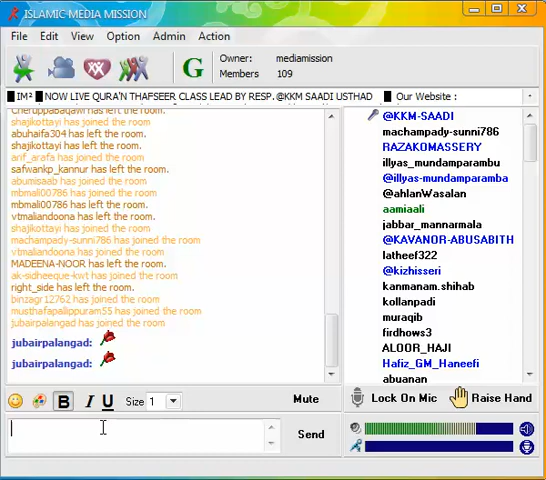 ISLAMIC MEDIA MISSION
File Edit View Option Admin Action
G
Owner: mediamission
Members 109
IM² NOW LIVE QURA'N THAFSEER CLASS LEAD BY RESP.@KKM SAADI USTHAD Our Website :
CheruppaBaqawi has left the room.
shajikottayi has joined the room
abuhaifa304 has left the room.
shajikottayi has left the room.
arif_arafa has joined the room
safwankp_kannur has left the room.
abumisaab has joined the room
mbmali00786 has joined the room
mbmali00786 has left the room.
vtmaliandoona has left the room.
shajikottayi has joined the room
machampady-sunni786 has joined the room
vtmaliandoona has joined the room
MADEENA-NOOR has left the room.
ak-sidheeque-kwt has joined the room
right_side has left the room.
binzagr12762 has joined the room
musthafapallippuram55 has joined the room
jubairpalangad has joined the room
jubairpalangad:
jubairpalangad:
@KKM-SAADI
machampady-sunni786
RAZAKOMASSERY
illyas_mundamparambu
@illyas-mundaparamba
@ahlanWasalan
aamiaali
jabbar_mannarmala
@KAVANOR-ABUSABITH
latheef322
@kizhisseri
kanmanam.shihab
kollanpadi
muraqib
firdhows3
ALOOR_HAJI
Hafiz_GM_Haneefi
abuanan
B I U Size 1 Mute
Lock On Mic Raise Hand
Send